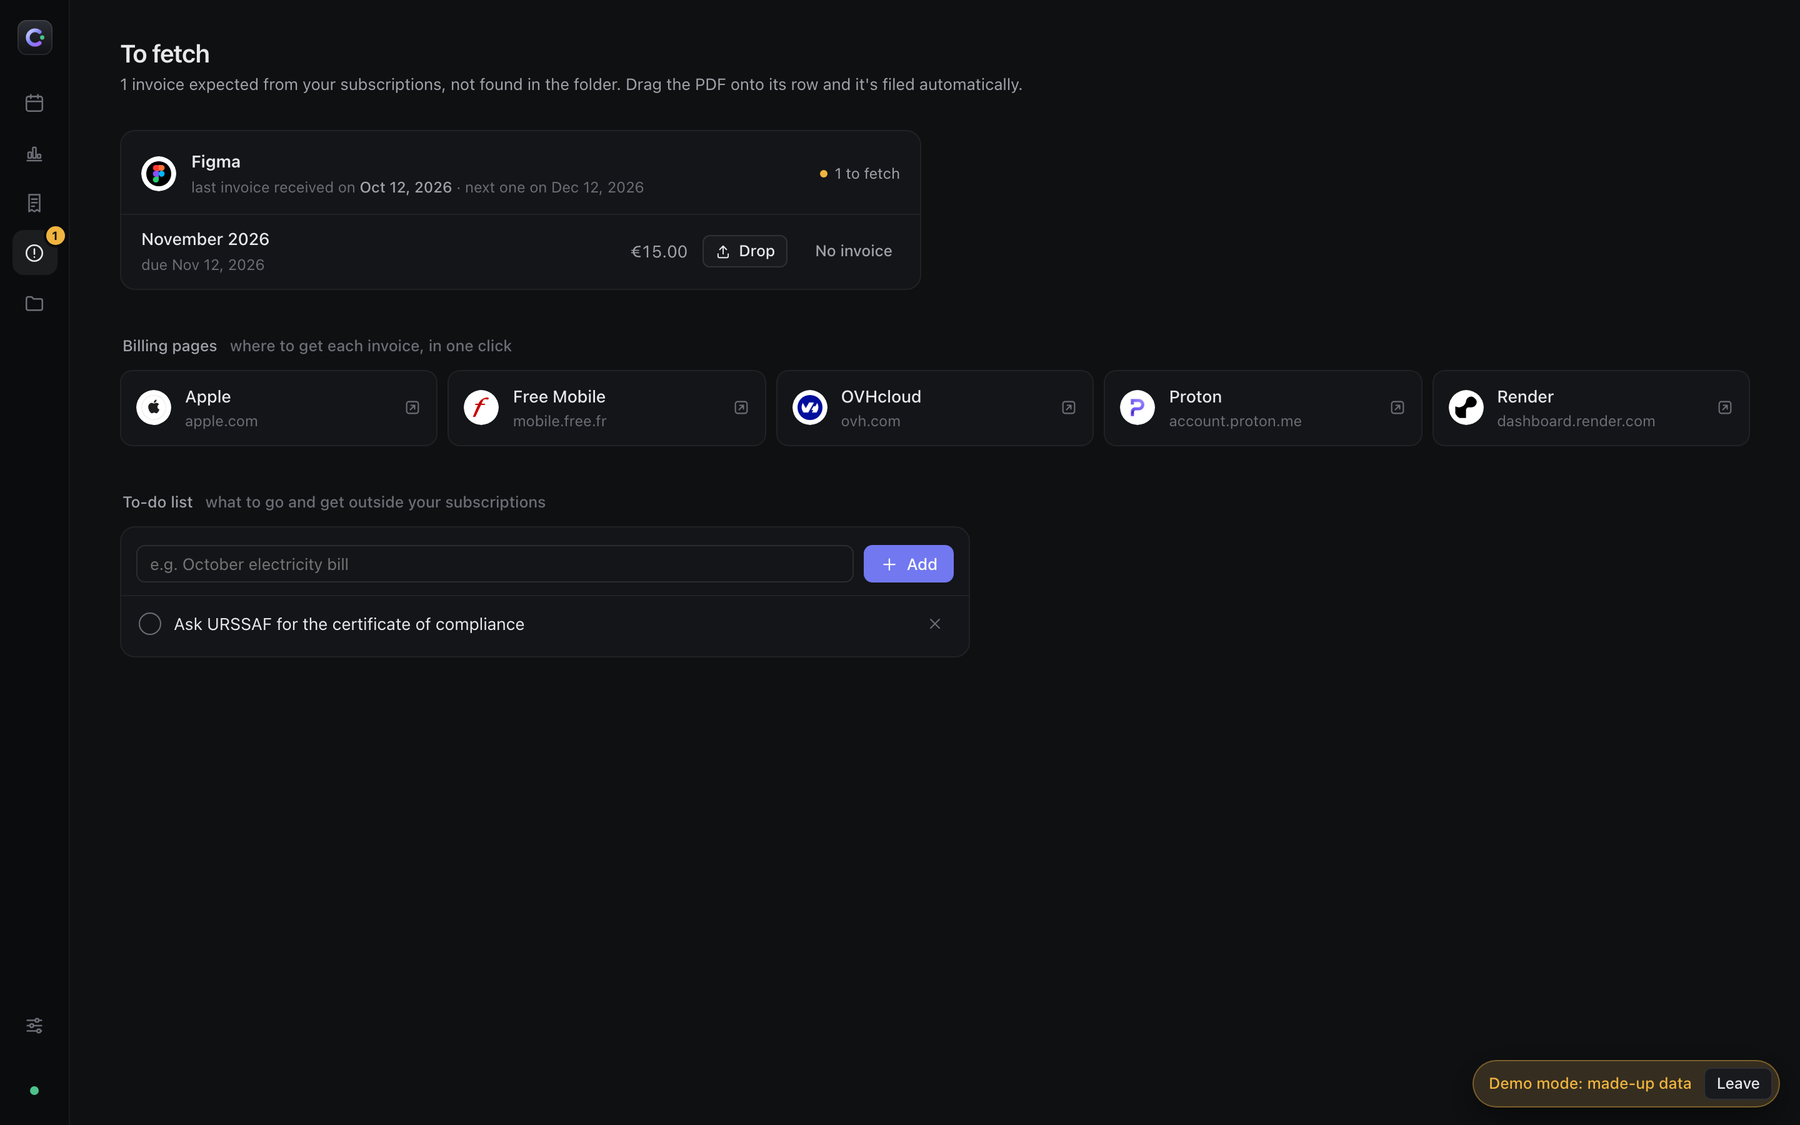 To fetch
1 invoice expected from your subscriptions, not found in the folder. Drag the PDF onto its row and it's filed automatically.
Figma
last invoice received on Oct 12, 2026 · next one on Dec 12, 2026
1 to fetch
1
November 2026
due Nov 12, 2026
€15.00
Drop
No invoice
Billing pages where to get each invoice, in one click
Apple
apple.com
Free Mobile
mobile.free.fr
OVHcloud
ovh.com
Proton
account.proton.me
Render
dashboard.render.com
To-do list what to go and get outside your subscriptions
e.g. October electricity bill
Add
Ask URSSAF for the certificate of compliance
Demo mode: made-up data
Leave